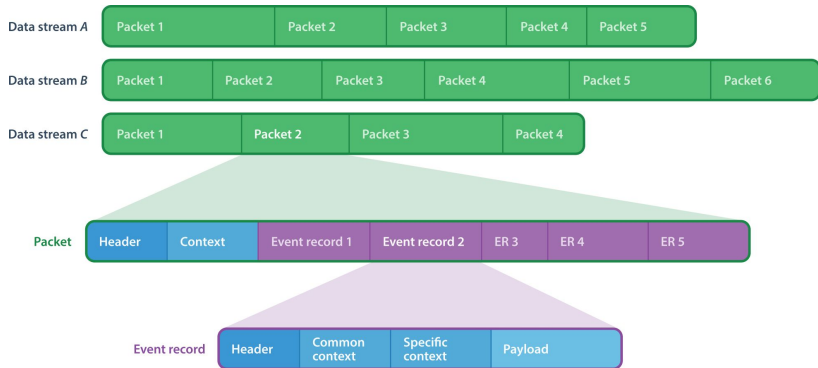 Data stream A Packet 1 Packet 2 Packet 3 Packet 4 Packet 5
Data stream B Packet 1 Packet 2 Packet 3 Packet 4 Packet 5 Packet 6
Data stream C Packet 1 Packet 2 Packet 3 Packet 4
Packet Header Context Event record 1 Event record 2 ER 3 ER 4 ER 5
Event record Header Common context Specific context Payload